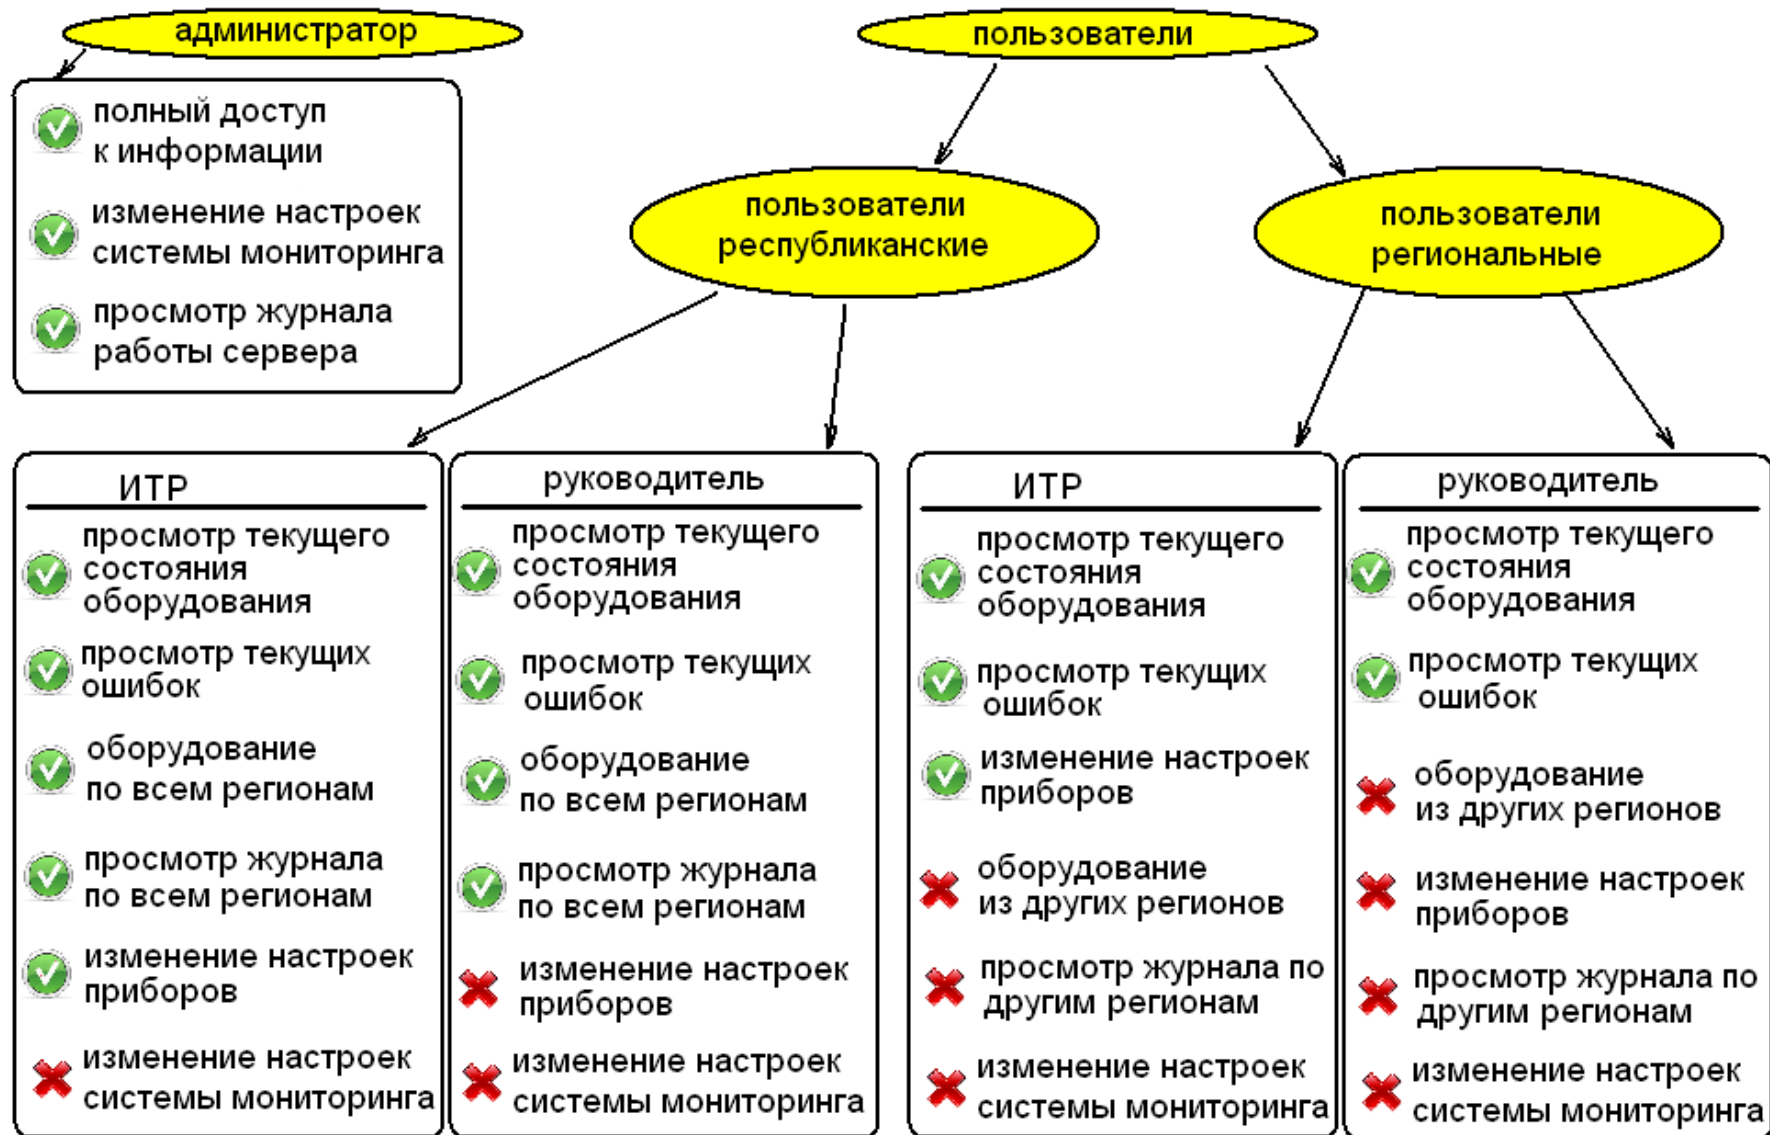 администратор
полный доступ
к информации
изменение настроек
системы мониторинга
просмотр журнала
работы сервера
пользователи
пользователи
республиканские
пользователи
региональные
ИТР
просмотр текущего
состояния
оборудования
просмотр текущих
ошибок
оборудование
по всем регионам
просмотр журнала
по всем регионам
изменение настроек
приборов
изменение настроек
системы мониторинга
руководитель
просмотр текущего
состояния
оборудования
просмотр текущих
ошибок
оборудование
по всем регионам
просмотр журнала
по всем регионам
изменение настроек
приборов
изменение настроек
системы мониторинга
ИТР
просмотр текущего
состояния
оборудования
просмотр текущих
ошибок
изменение настроек
приборов
оборудование
из других регионов
просмотр журнала по
другим регионам
изменение настроек
системы мониторинга
руководитель
просмотр текущего
состояния
оборудования
просмотр текущих
ошибок
оборудование
из других регионов
изменение настроек
приборов
просмотр журнала по
другим регионам
изменение настроек
системы мониторинга